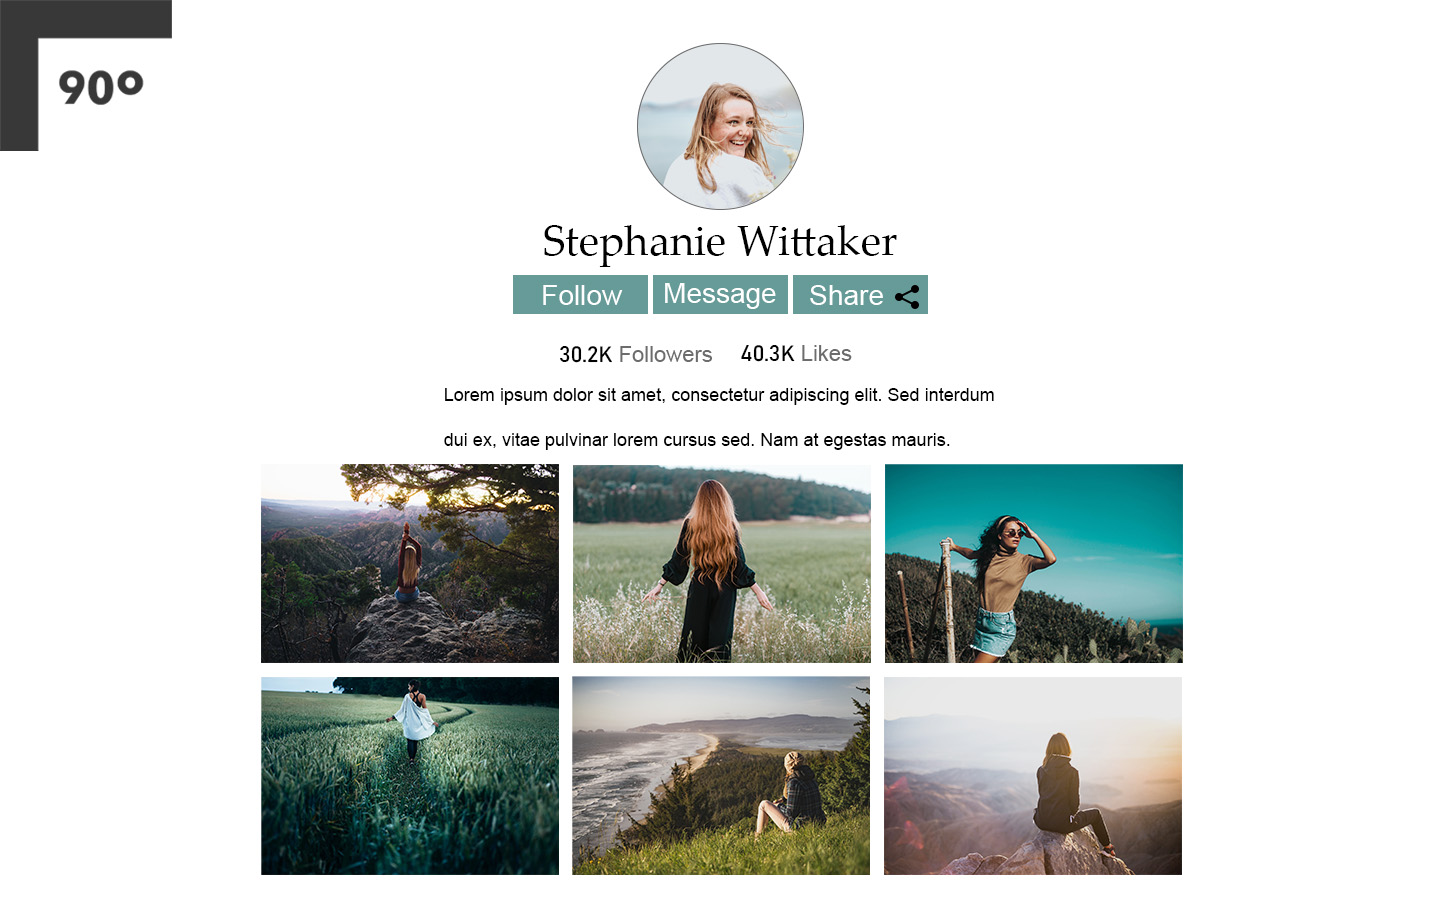 90º
Stephanie Wittaker
Follow Message Share
30.2K Followers 40.3K Likes
Lorem ipsum dolor sit amet, consectetur adipiscing elit. Sed interdum
dui ex, vitae pulvinar lorem cursus sed. Nam at egestas mauris.